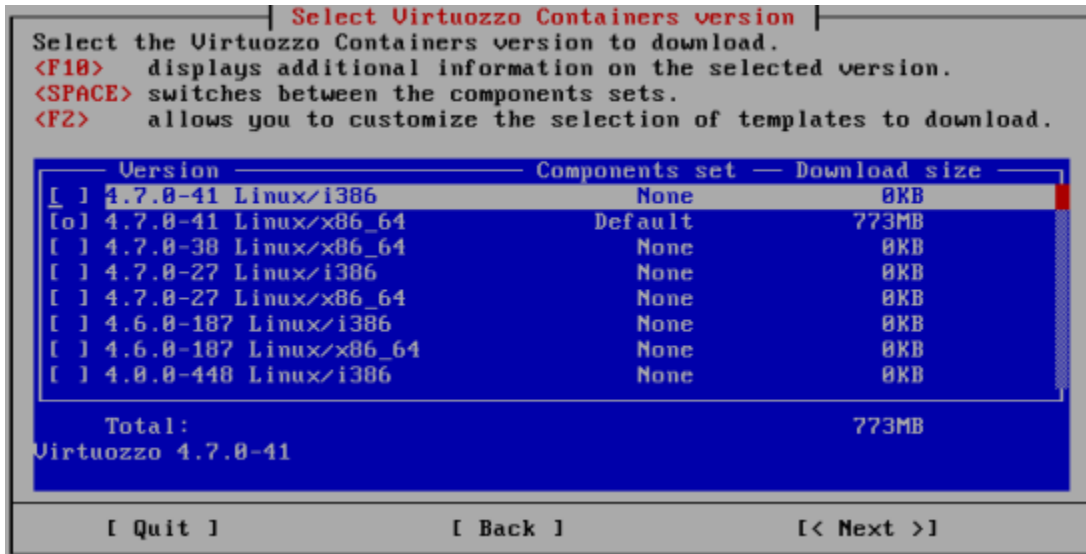 Select Virtuozzo Containers version
Select the Virtuozzo Containers version to download.
<F10> displays additional information on the selected version.
<SPACE> switches between the components sets.
<F2> allows you to customize the selection of templates to download.
Version Components set Download size
[ ] 4.7.0-41 Linux/i386 None 0KB
[o] 4.7.0-41 Linux/x86_64 Default 773MB
[ ] 4.7.0-38 Linux/x86_64 None 0KB
[ ] 4.7.0-27 Linux/i386 None 0KB
[ ] 4.7.0-27 Linux/x86_64 None 0KB
[ ] 4.6.0-187 Linux/i386 None 0KB
[ ] 4.6.0-187 Linux/x86_64 None 0KB
[ ] 4.0.0-448 Linux/i386 None 0KB
Total: 773MB
Virtuozzo 4.7.0-41
[ Quit ] [ Back ] [< Next >]